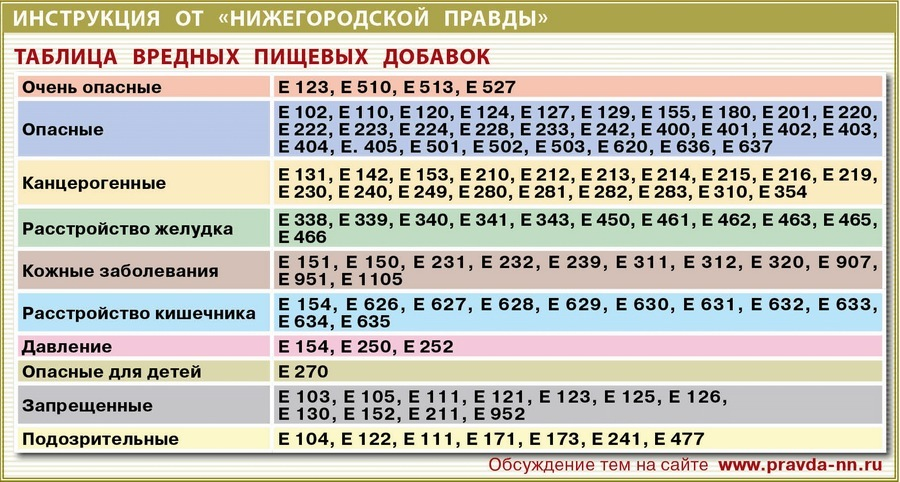 ИНСТРУКЦИЯ ОТ «НИЖЕГОРОДСКОЙ ПРАВДЫ»
ТАБЛИЦА ВРЕДНЫХ ПИЩЕВЫХ ДОБАВОК
Очень опасные
Е 123, Е 510, Е 513, Е 527
Опасные
Е 102, Е 110, Е 120, Е 124, Е 127, Е 129, Е 155, Е 180, Е 201, Е 220,
Е 222, Е 223, Е 224, Е 228, Е 233, Е 242, Е 400, Е 401, Е 402, Е 403,
Е 404, Е. 405, Е 501, Е 502, Е 503, Е 620, Е 636, Е 637
Канцерогенные
Е 131, Е 142, Е 153, Е 210, Е 212, Е 213, Е 214, Е 215, Е 216, Е 219,
Е 230, Е 240, Е 249, Е 280, Е 281, Е 282, Е 283, Е 310, Е 354
Расстройство желудка
Е 338, Е 339, Е 340, Е 341, Е 343, Е 450, Е 461, Е 462, Е 463, Е 465,
Е 466
Кожные заболевания
Е 151, Е 150, Е 231, Е 232, Е 239, Е 311, Е 312, Е 320, Е 907,
Е 951, Е 1105
Расстройство кишечника
Е 154, Е 626, Е 627, Е 628, Е 629, Е 630, Е 631, Е 632, Е 633,
Е 634, Е 635
Давление
Е 154, Е 250, Е 252
Опасные для детей
Е 270
Запрещенные
Е 103, Е 105, Е 111, Е 121, Е 123, Е 125, Е 126,
Е 130, Е 152, Е 211, Е 952
Подозрительные
Е 104, Е 122, Е 111, Е 171, Е 173, Е 241, Е 477
Обсуждение тем на сайте www.pravda-nn.ru